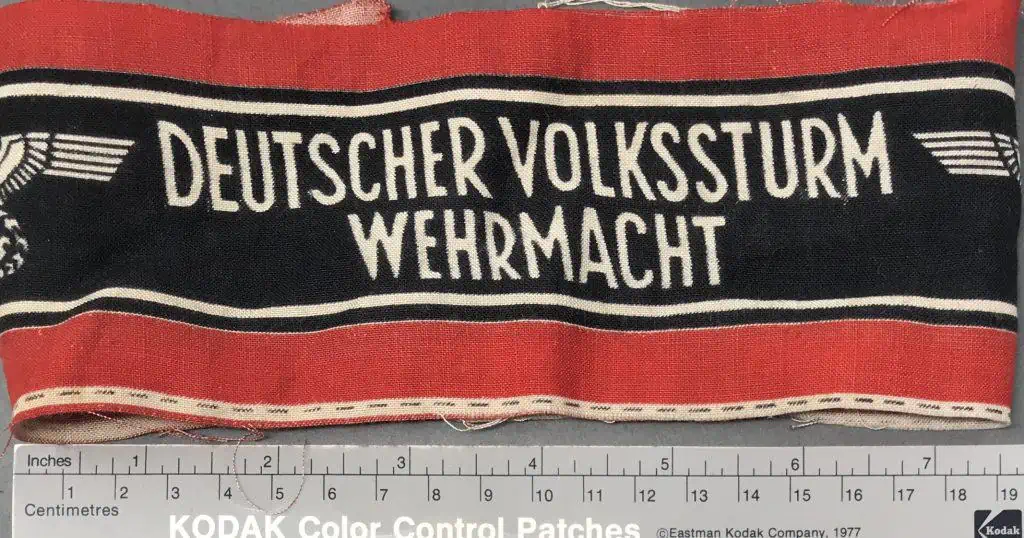 DEUTSCHER VOLKSSTURM
WEHRMACHT
Inches 1 2 3 4 5 6 7
1 2 3 4 5 6 7 8 9 10 11 12 13 14 15 16 17 18 19
Centimetres
KODAK Color Control Patches ©Eastman Kodak Company, 1977 Kodak